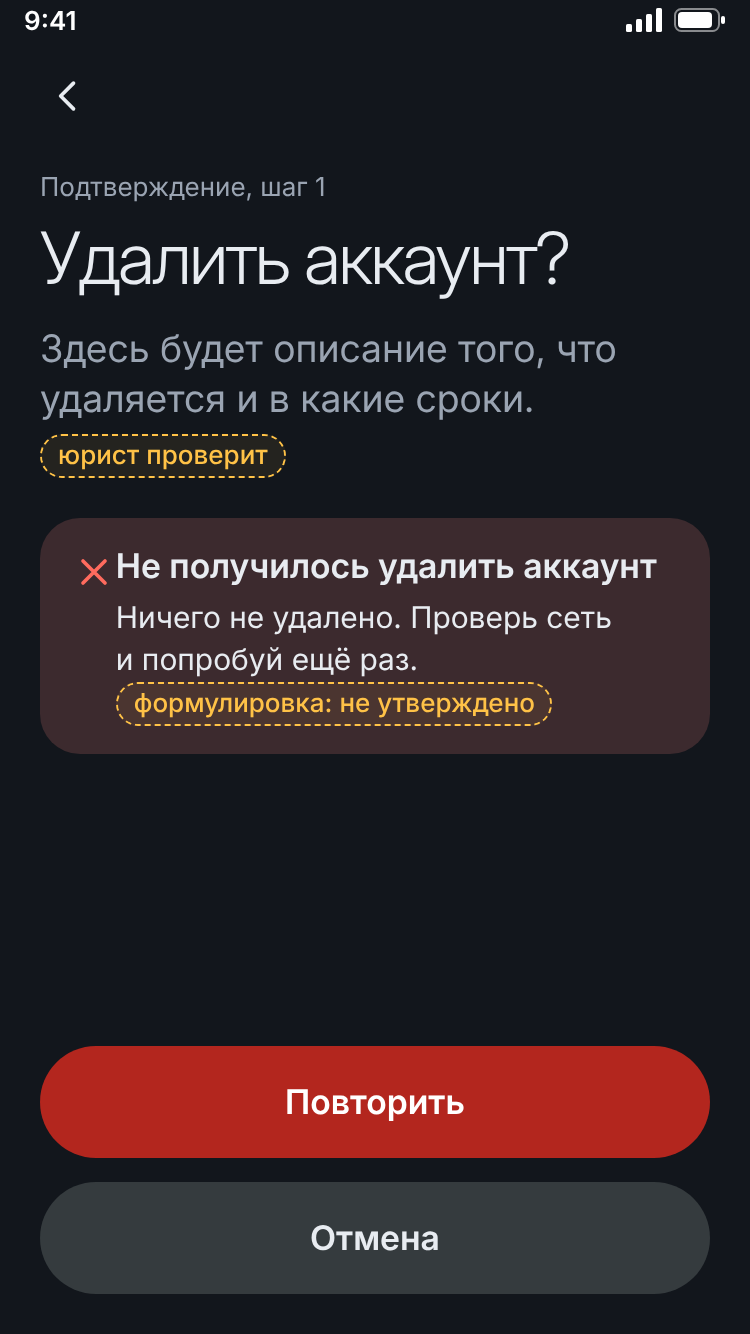 9:41
Подтверждение, шаг 1
Удалить аккаунт?
Здесь будет описание того, что
удаляется и в какие сроки.
юрист проверит
Не получилось удалить аккаунт
Ничего не удалено. Проверь сеть
и попробуй ещё раз.
формулировка: не утверждено
Повторить
Отмена